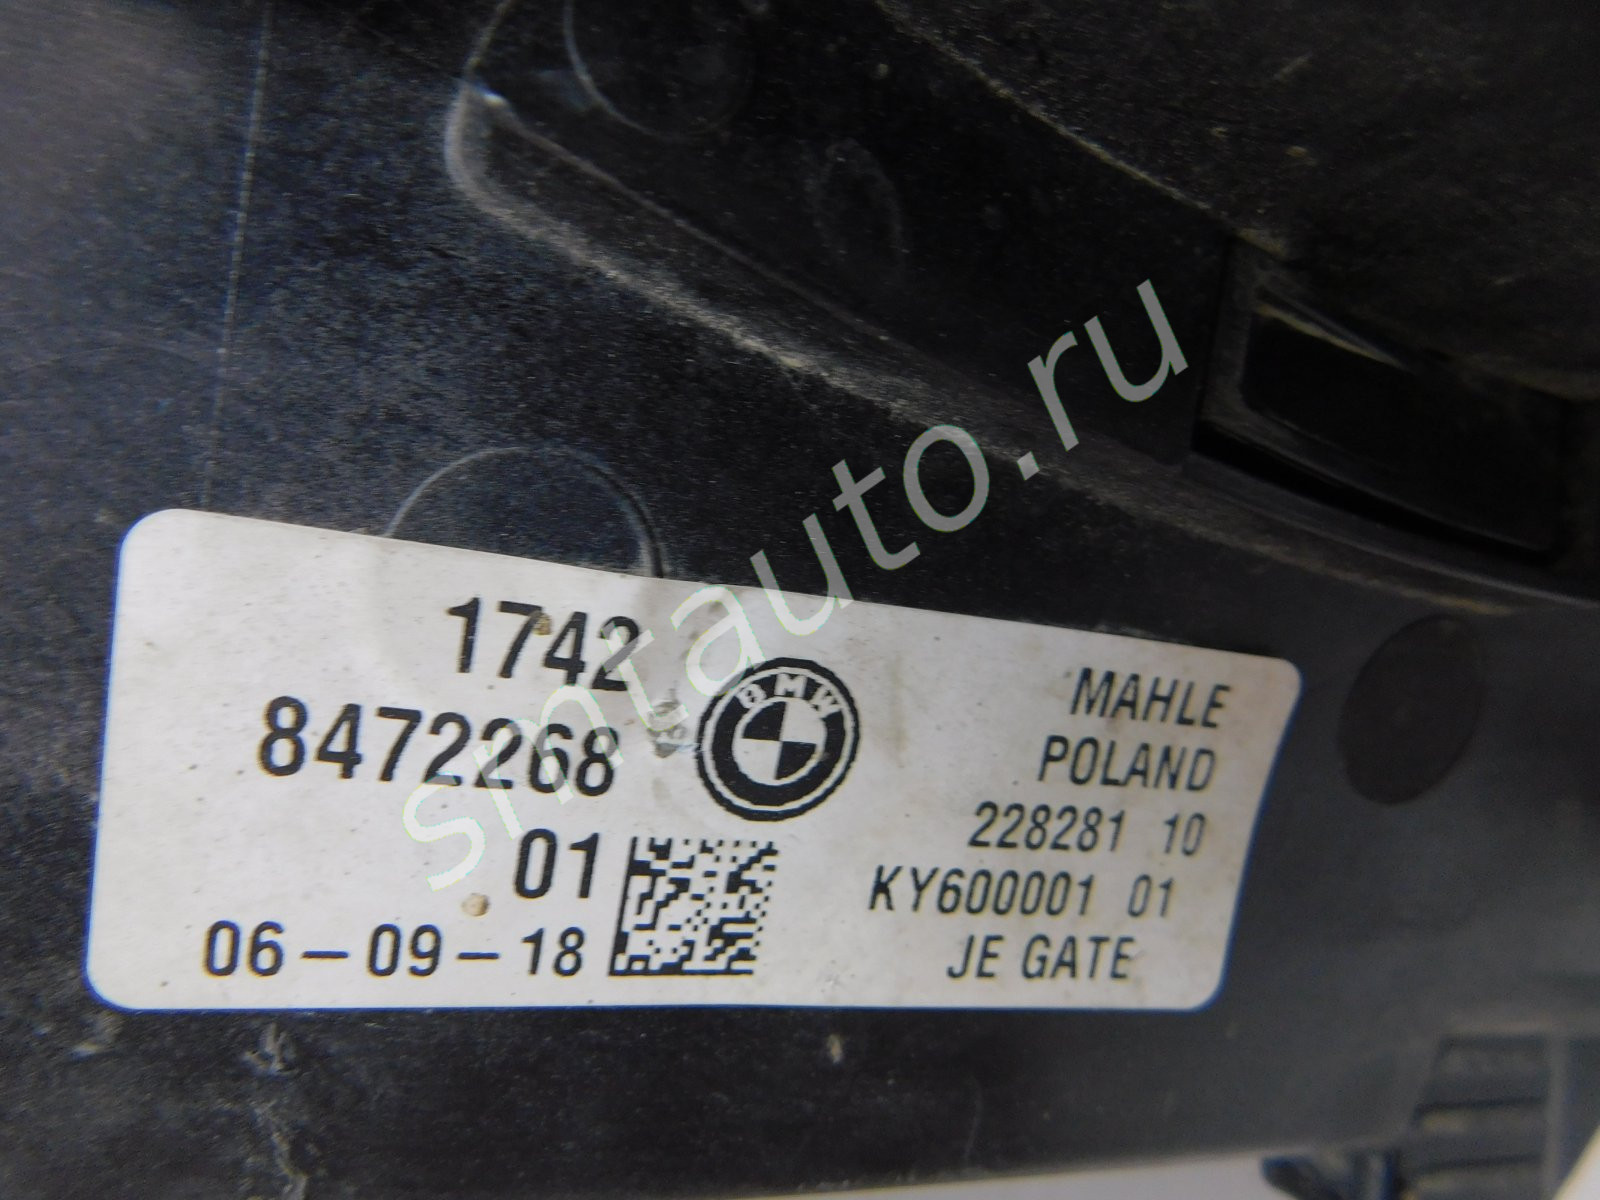 1742
8472268
01
06-09-18
BMW
MAHLE
POLAND
228281 10
KY600001 01
JE GATE
smtauto.ru